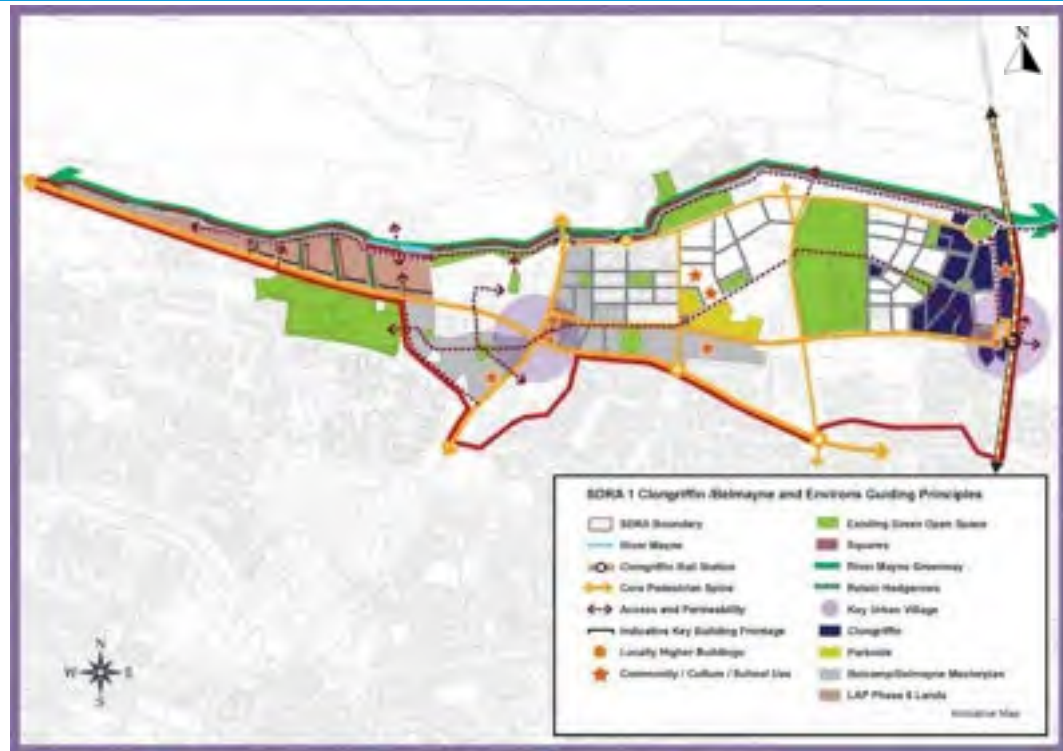 N
N
W E
S
SDRA 1 Clongriffin /Belmayne and Environs Guiding Principles
SDRA Boundary
River Mayne
Clongriffin Rail Station
Core Pedestrian Spine
Access and Permeability
Indicative Key Building Frontage
Locally Higher Buildings
Community / Culture / School Use
Existing Green Open Space
Squares
River Mayne Greenway
Retain Hedgerows
Key Urban Village
Clongriffin
Parkside
Belcamp/Belmayne Masterplan
LAP Phase 6 Lands
Indicative Map